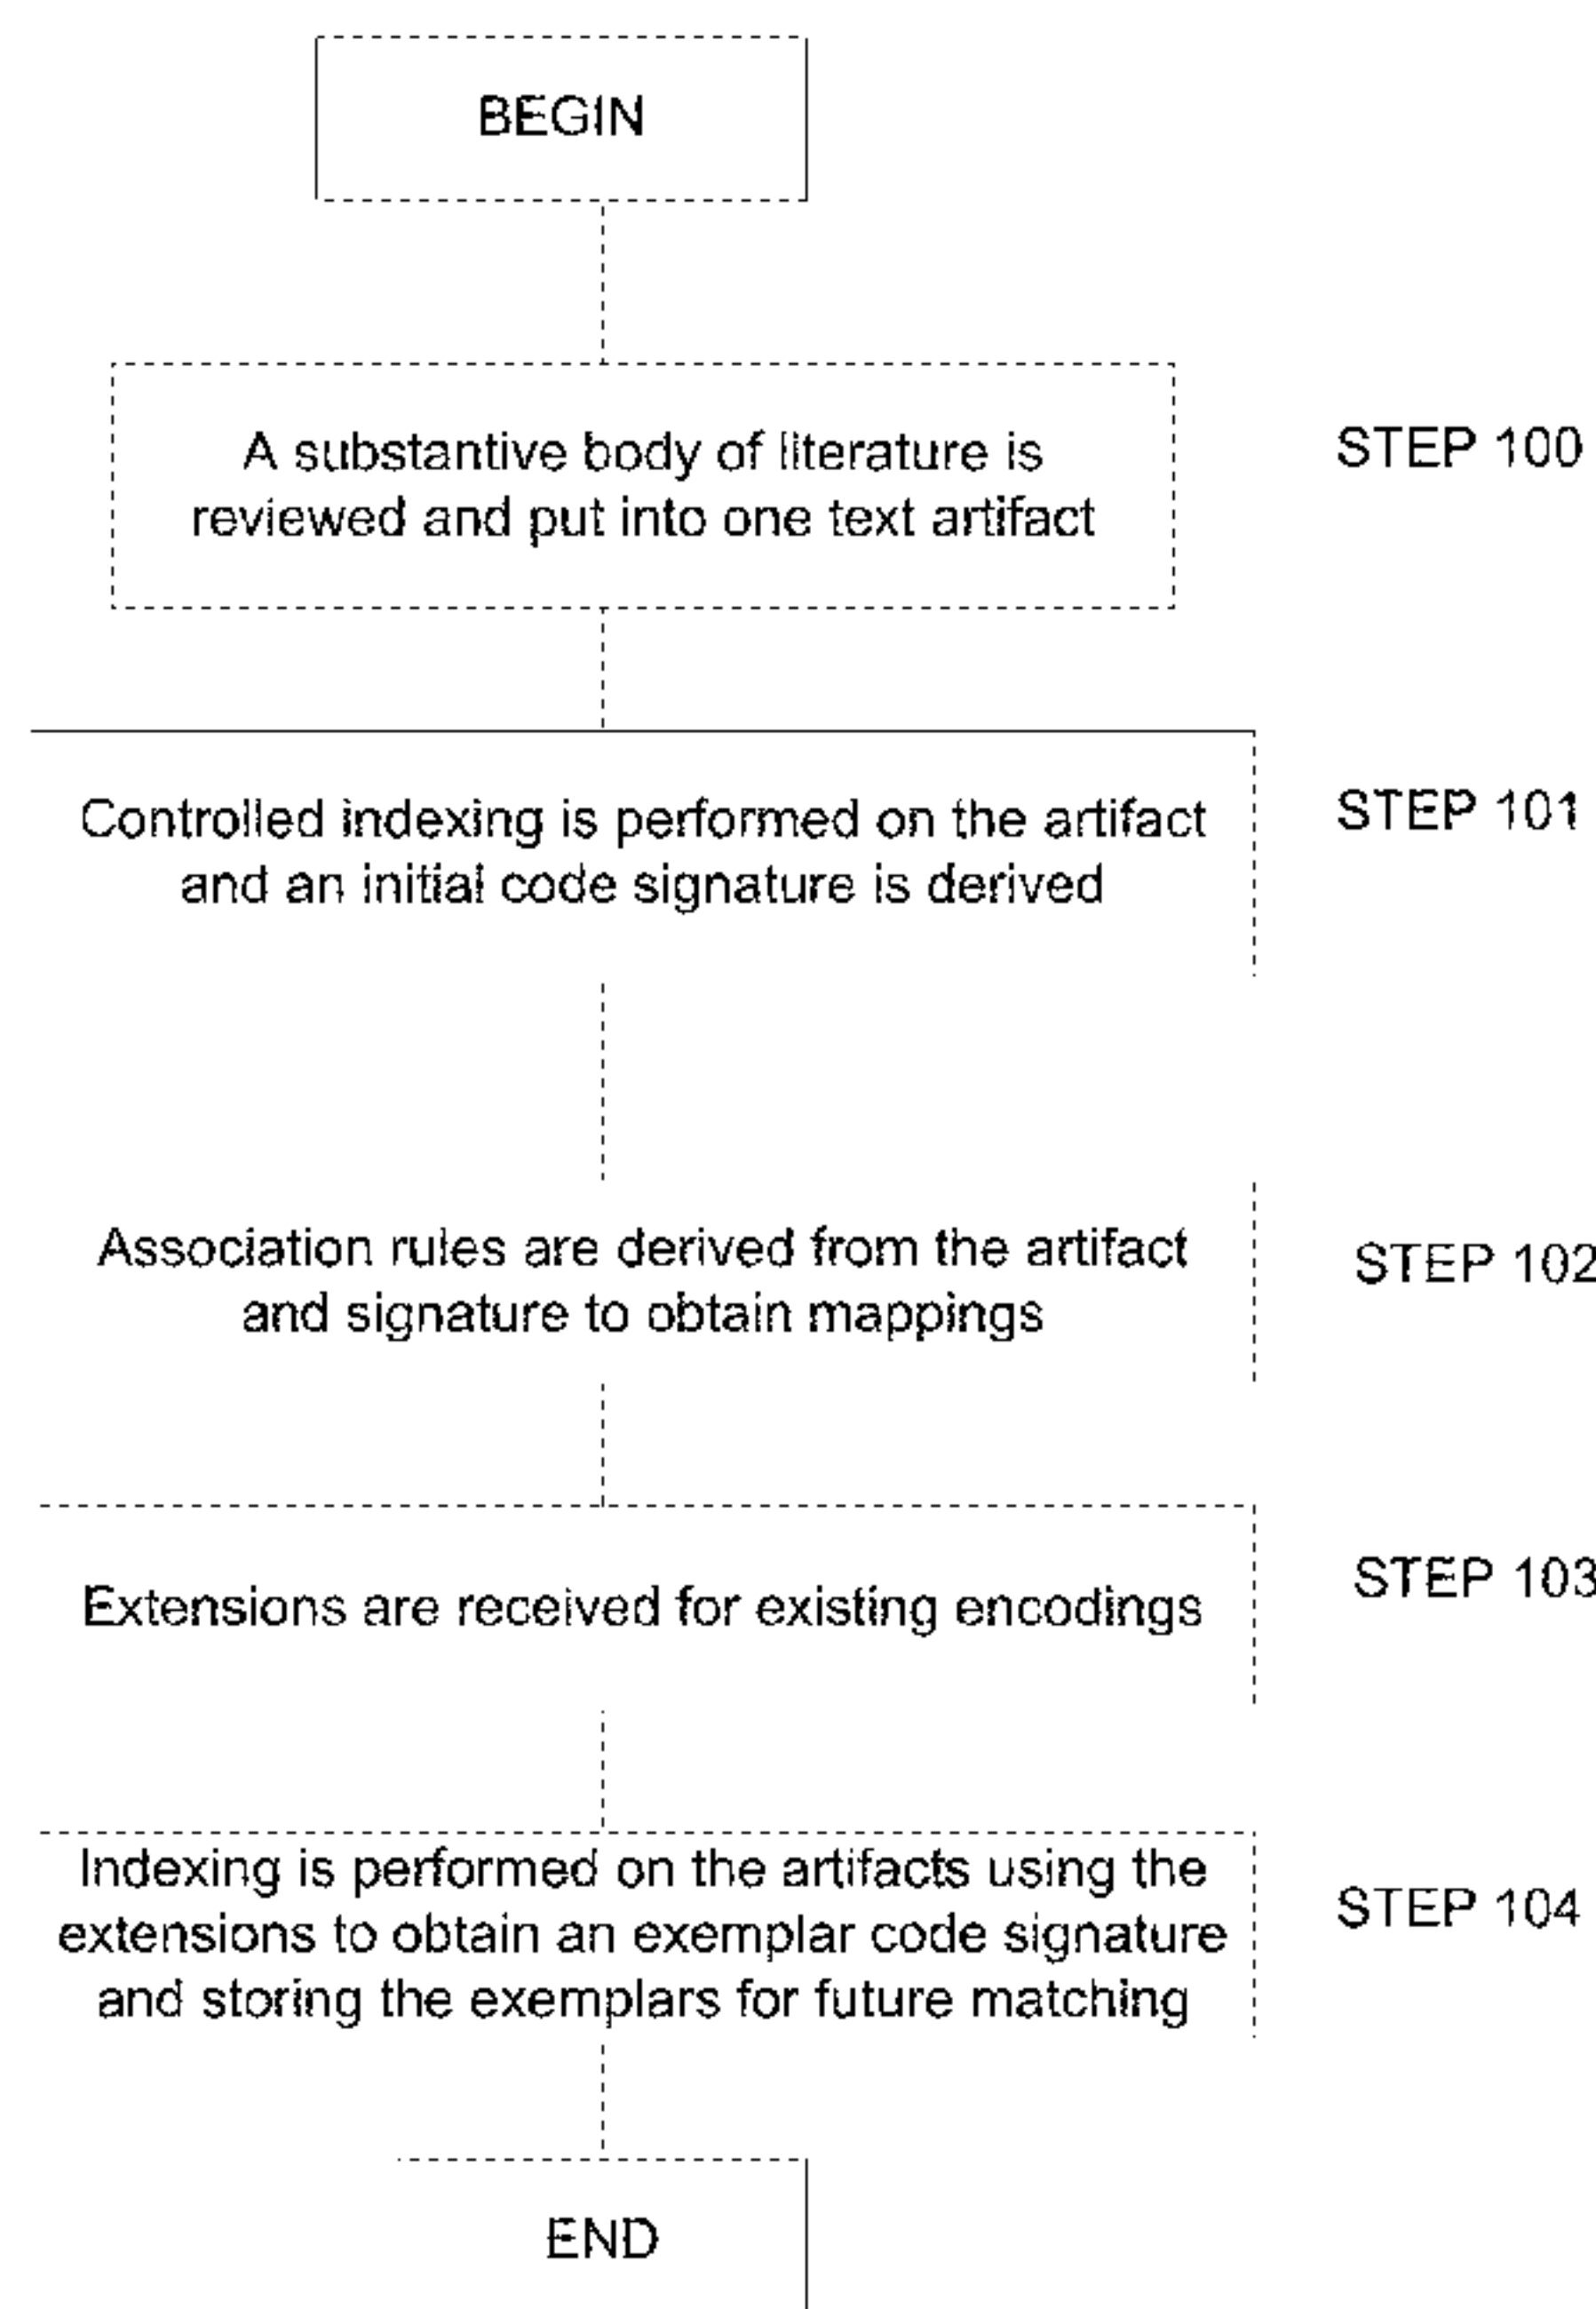 BEGIN
A substantive body of literature is
reviewed and put into one text artifact
STEP 100
Controlled indexing is performed on the artifact
and an initial code signature is derived
STEP 101
Association rules are derived from the artifact
and signature to obtain mappings
STEP 102
Extensions are received for existing encodings
STEP 103
Indexing is performed on the artifacts using the
extensions to obtain an exemplar code signature
and storing the exemplars for future matching
STEP 104
END